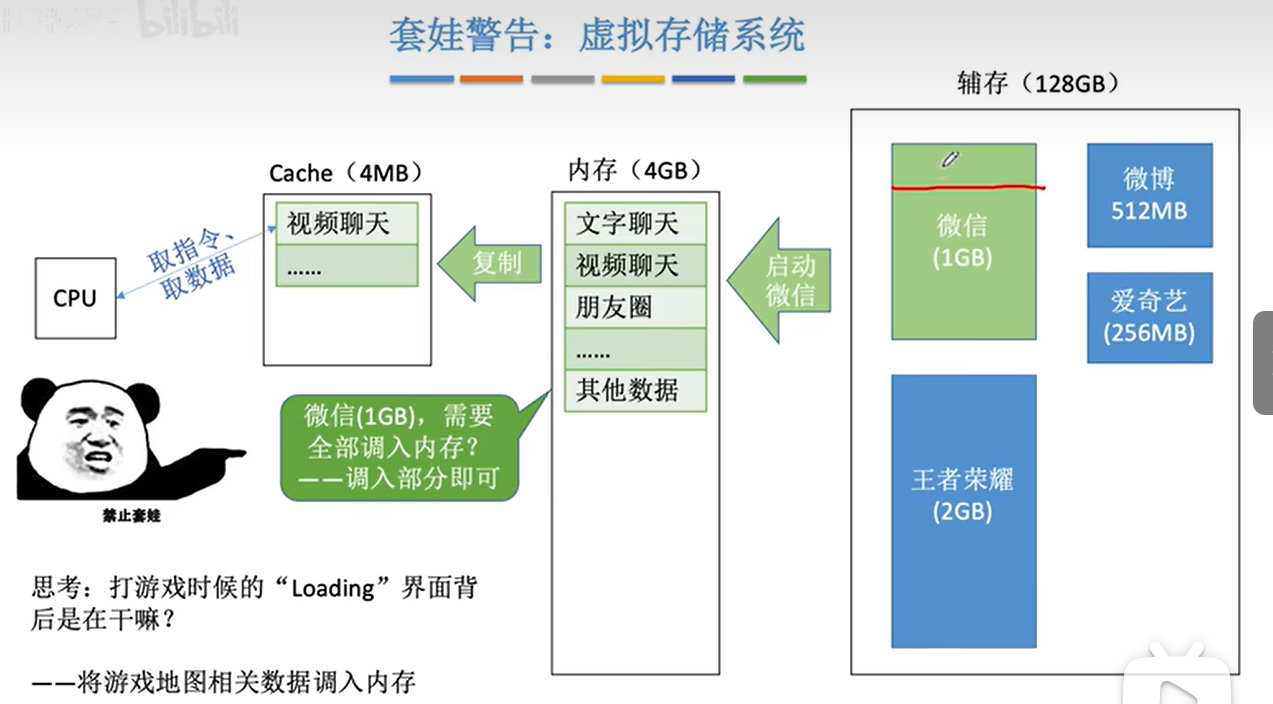 bilibili
套娃警告：虚拟存储系统
辅存（128GB）
Cache（4MB）
内存（4GB）
视频聊天
……
取指令、
取数据
CPU
复制
文字聊天
视频聊天
朋友圈
……
其他数据
启动
微信
微信
(1GB)
微博
512MB
爱奇艺
(256MB)
王者荣耀
(2GB)
微信(1GB)，需要
全部调入内存？
——调入部分即可
禁止套娃
思考：打游戏时候的“Loading”界面背
后是在干嘛？
——将游戏地图相关数据调入内存